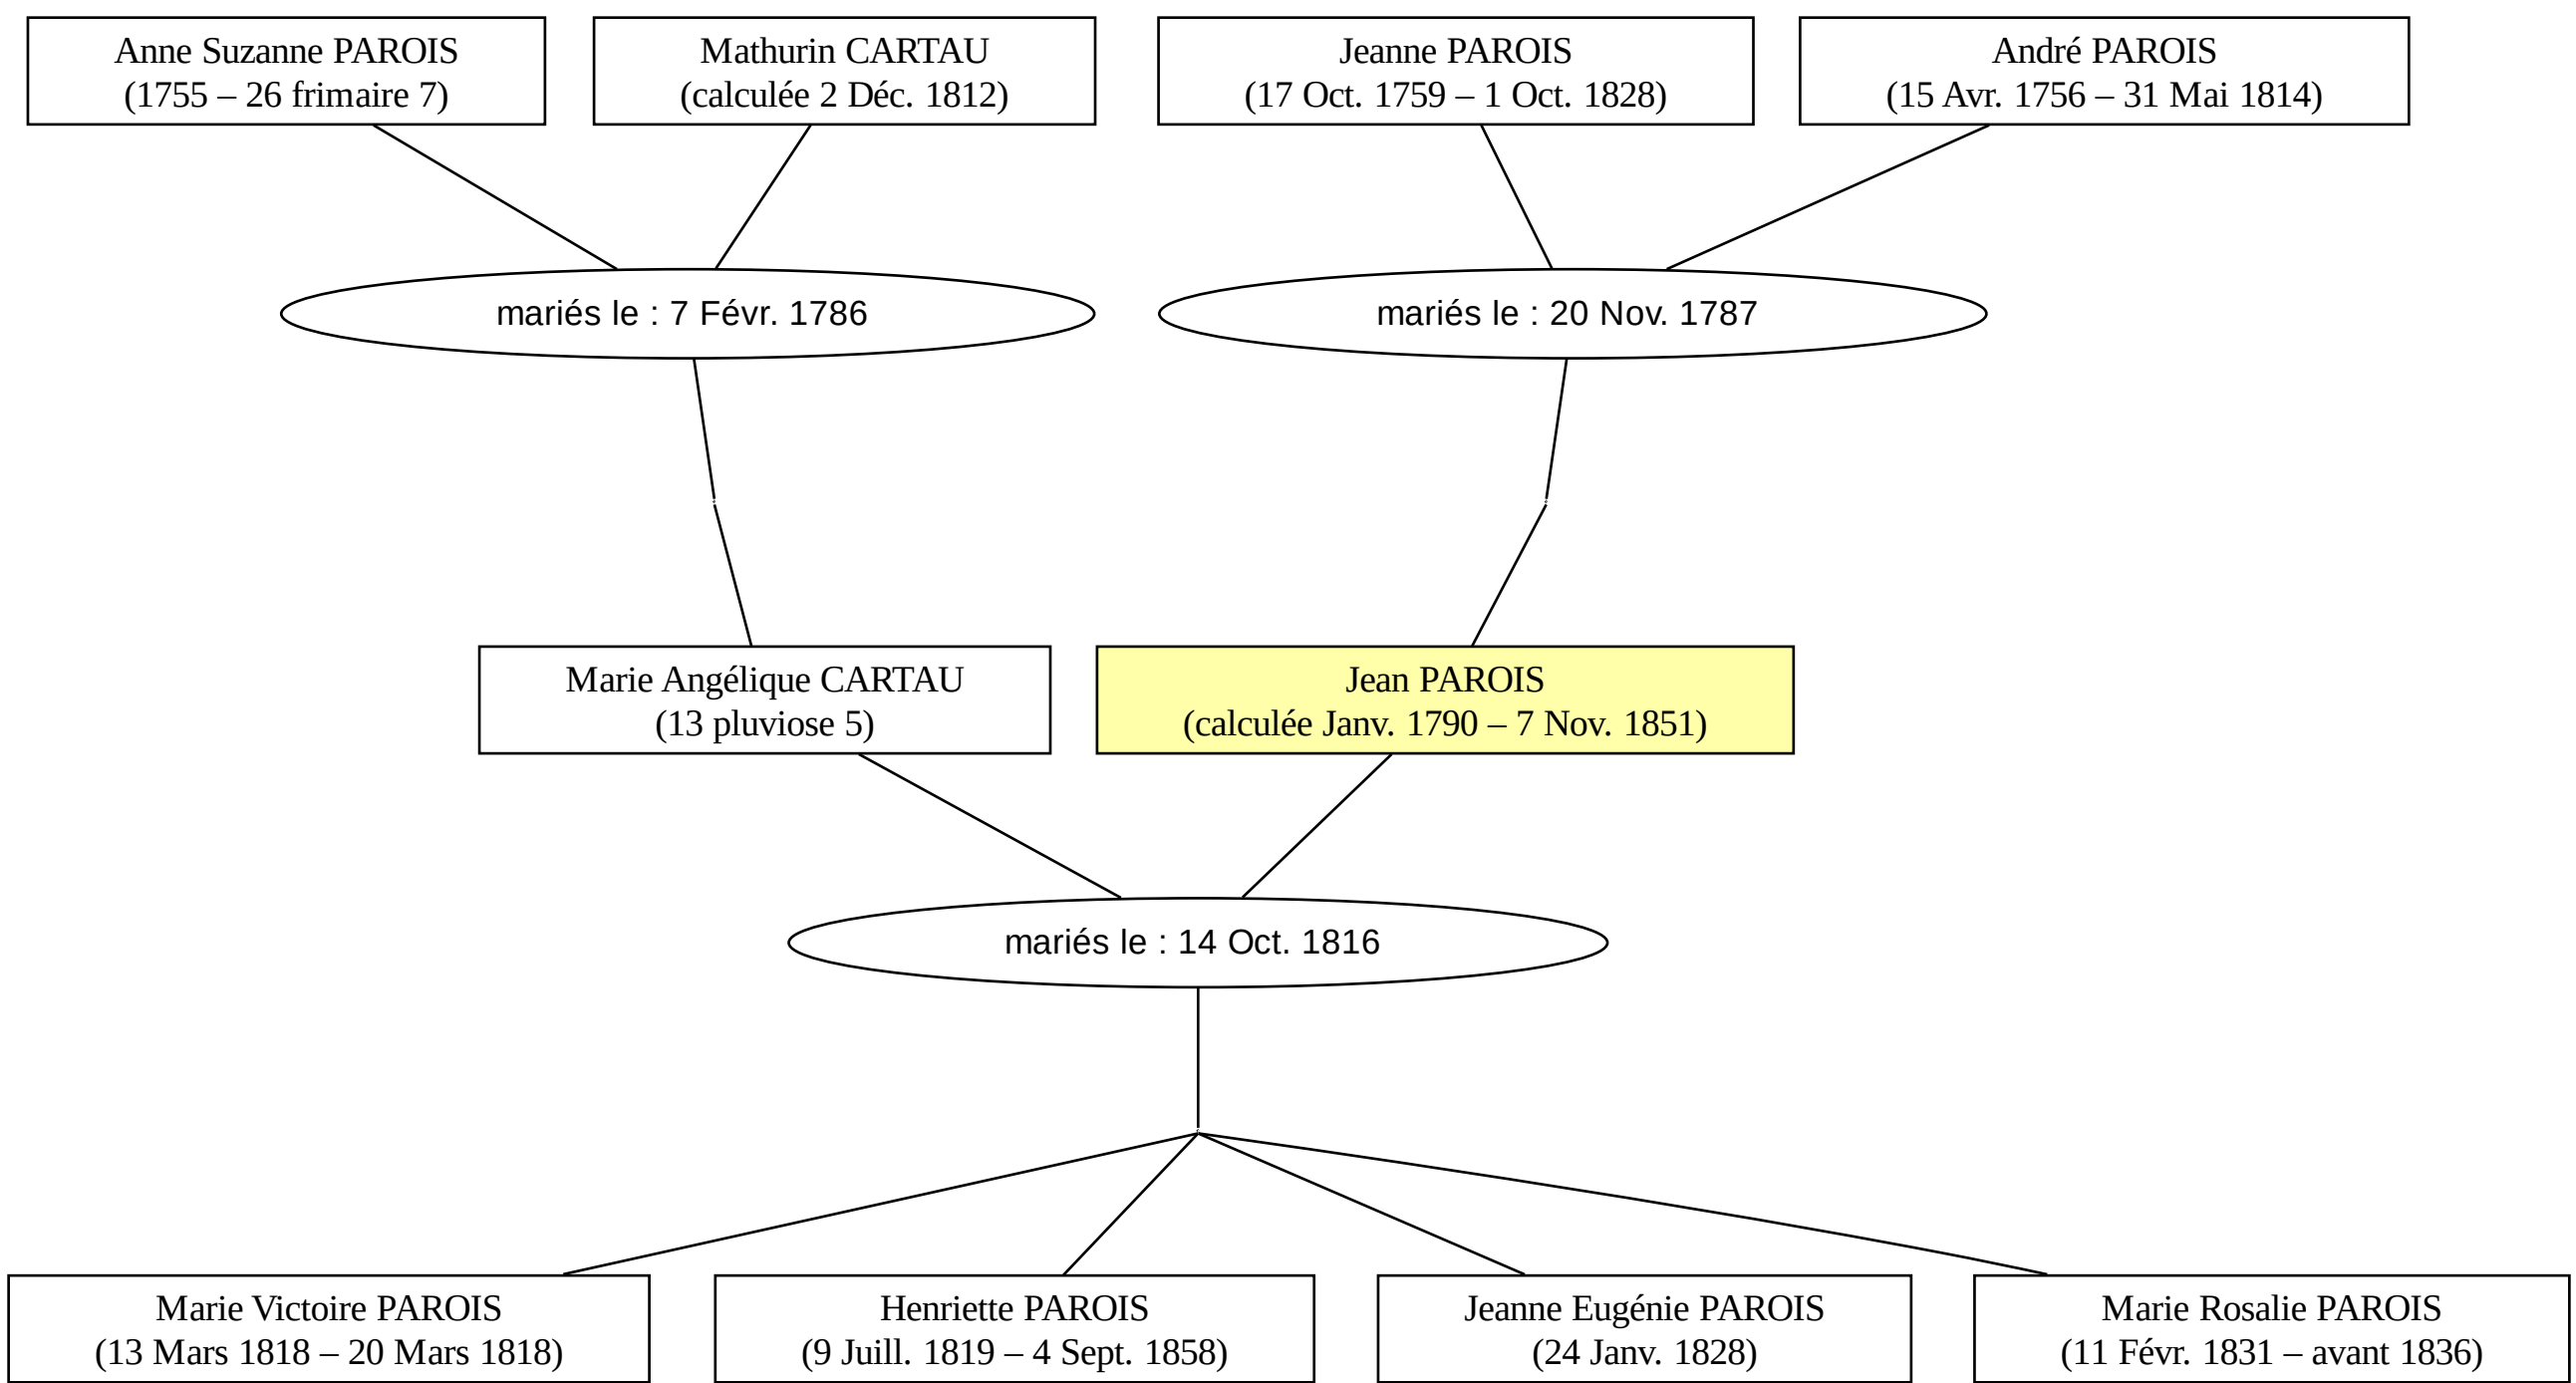 Anne Suzanne PAROIS
(1755 – 26 frimaire 7)
Mathurin CARTAU
(calculée 2 Déc. 1812)
Jeanne PAROIS
(17 Oct. 1759 – 1 Oct. 1828)
André PAROIS
(15 Avr. 1756 – 31 Mai 1814)
mariés le : 7 Févr. 1786
mariés le : 20 Nov. 1787
Marie Angélique CARTAU
(13 pluviose 5)
Jean PAROIS
(calculée Janv. 1790 – 7 Nov. 1851)
mariés le : 14 Oct. 1816
Marie Victoire PAROIS
(13 Mars 1818 – 20 Mars 1818)
Henriette PAROIS
(9 Juill. 1819 – 4 Sept. 1858)
Jeanne Eugénie PAROIS
(24 Janv. 1828)
Marie Rosalie PAROIS
(11 Févr. 1831 – avant 1836)